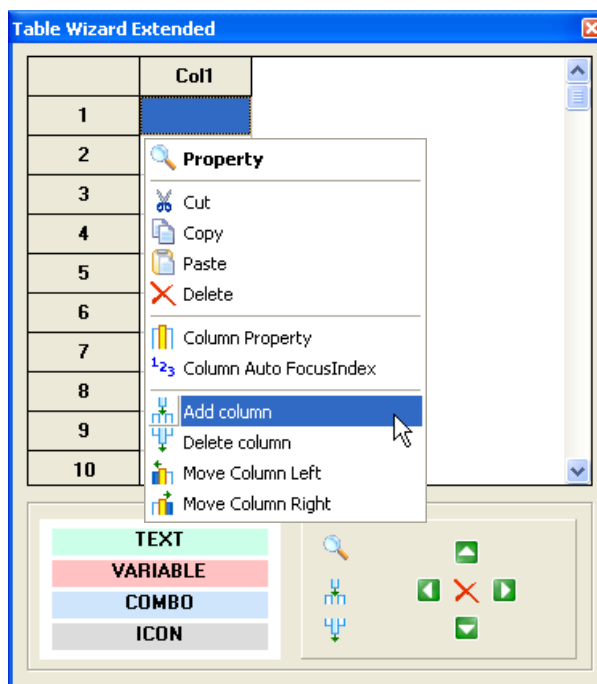 Table Wizard Extended
Col1
1
2
Property
3
Cut
4
Copy
5
Paste
Delete
6
7
Column Property
123 Column Auto FocusIndex
8
Add column
9
Delete column
10
Move Column Left
Move Column Right
TEXT
VARIABLE
COMBO
ICON